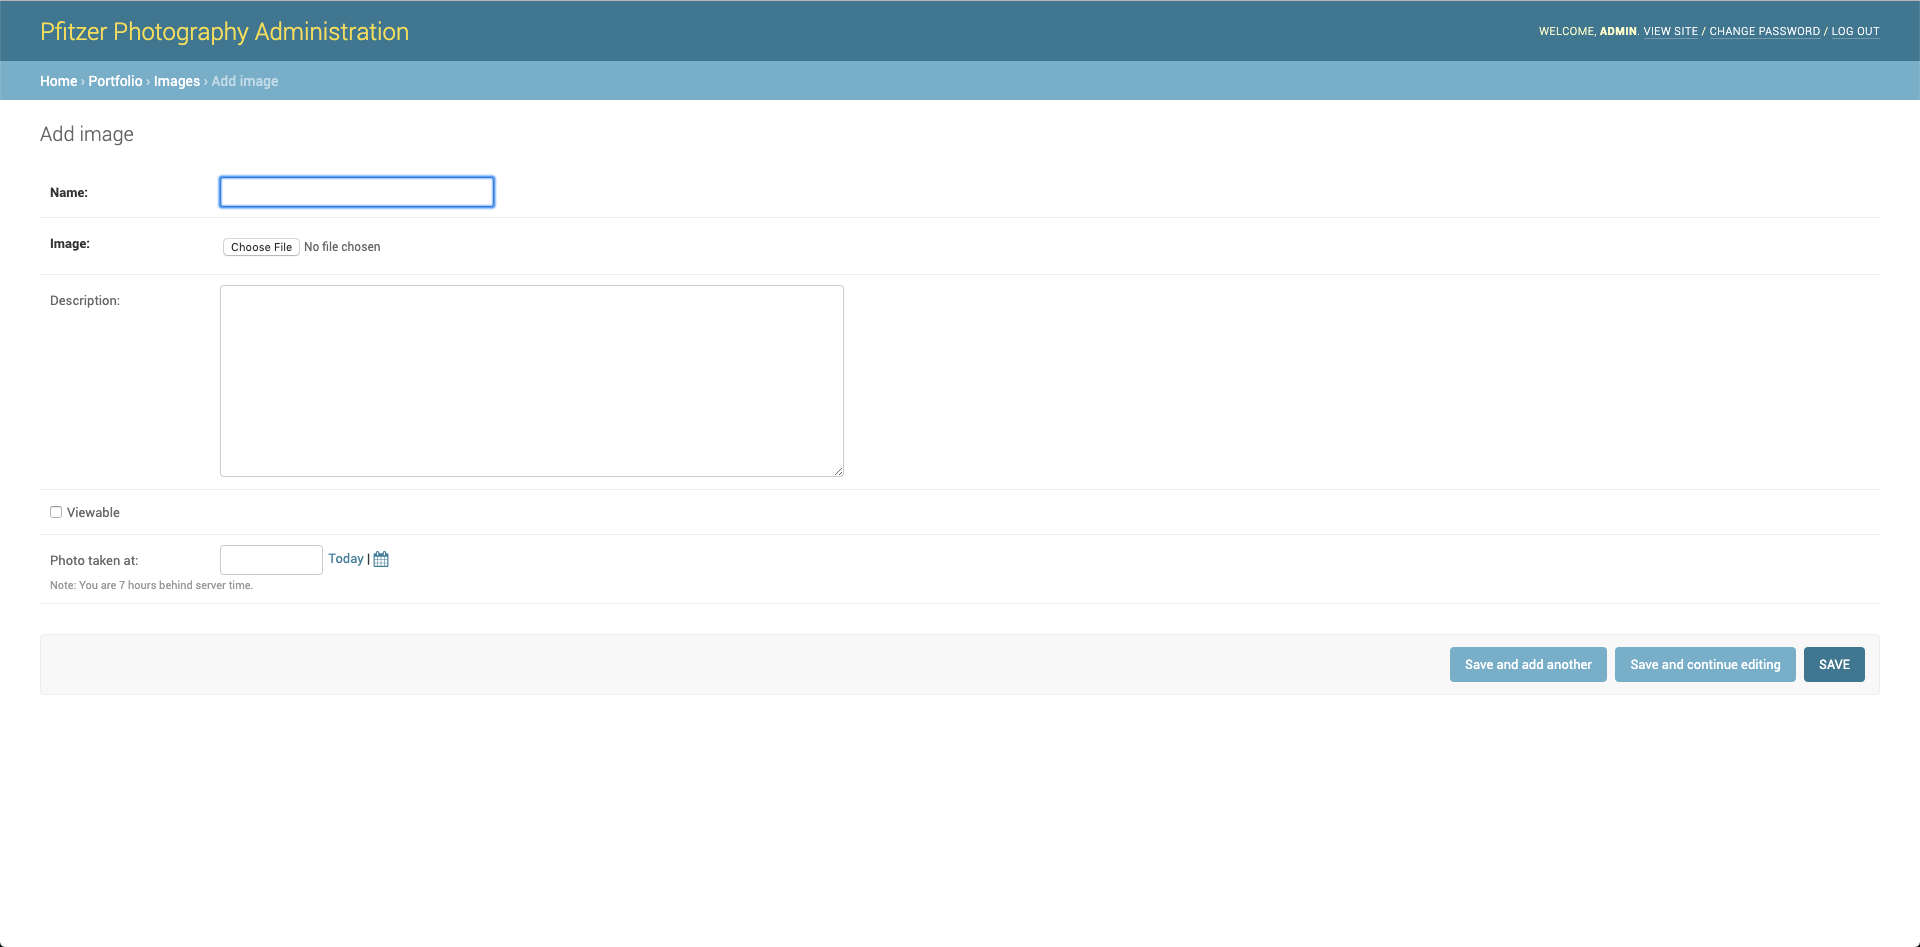 Pfitzer Photography Administration
WELCOME, ADMIN. VIEW SITE / CHANGE PASSWORD / LOG OUT
Home › Portfolio › Images › Add image
Add image
Name:
Image: Choose File No file chosen
Description:
Viewable
Photo taken at: Today |
Note: You are 7 hours behind server time.
Save and add another Save and continue editing SAVE